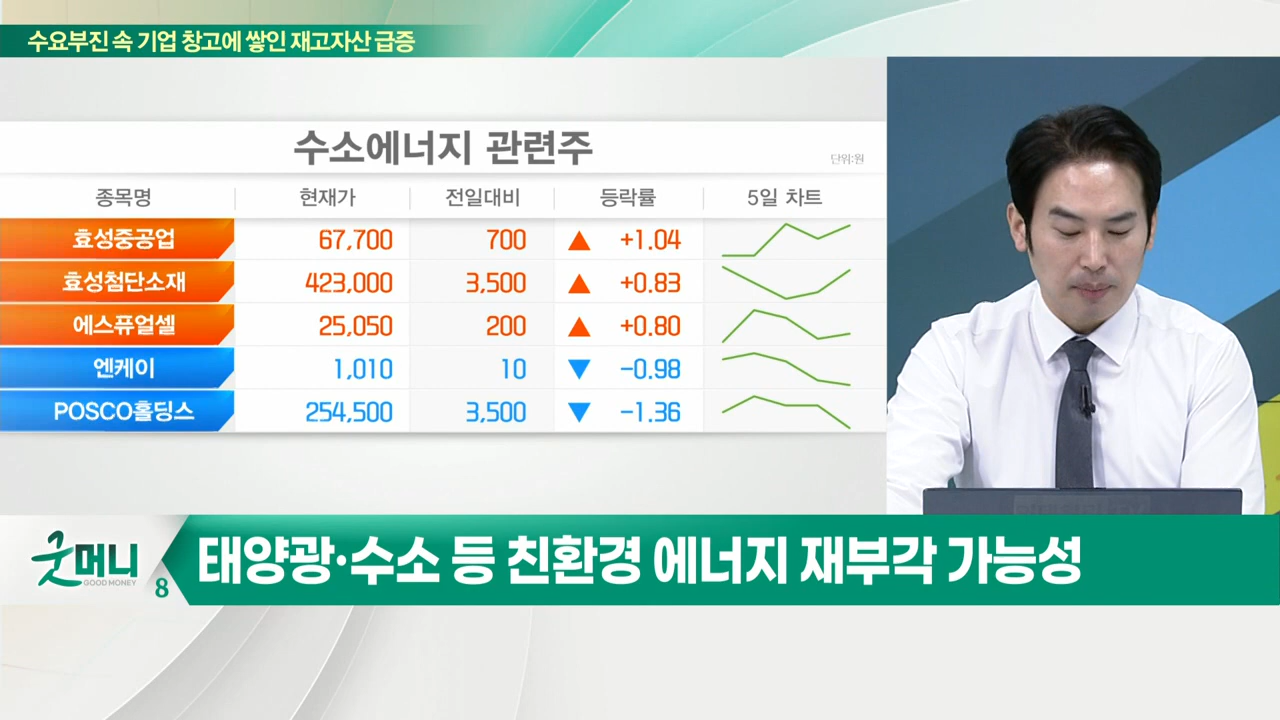 수요부진 속 기업 창고에 쌓인 재고자산 급증
수소에너지 관련주
단위:원
종목명 현재가 전일대비 등락률 5일 차트
효성중공업 67,700 700 ▲ +1.04
효성첨단소재 423,000 3,500 ▲ +0.83
에스퓨얼셀 25,050 200 ▲ +0.80
엔케이 1,010 10 ▼ -0.98
POSCO홀딩스 254,500 3,500 ▼ -1.36
굿머니
GOOD MONEY
8
태양광·수소 등 친환경 에너지 재부각 가능성